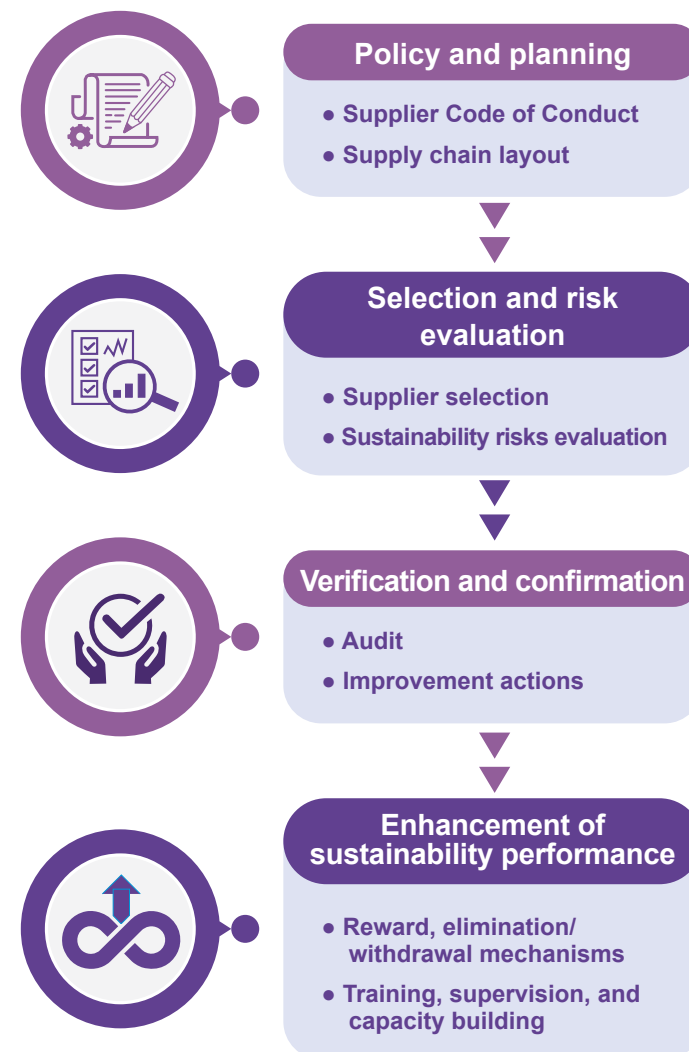 Policy and planning
● Supplier Code of Conduct
● Supply chain layout
Selection and risk
evaluation
● Supplier selection
● Sustainability risks evaluation
Verification and confirmation
● Audit
● Improvement actions
Enhancement of
sustainability performance
● Reward, elimination/
withdrawal mechanisms
● Training, supervision, and
capacity building